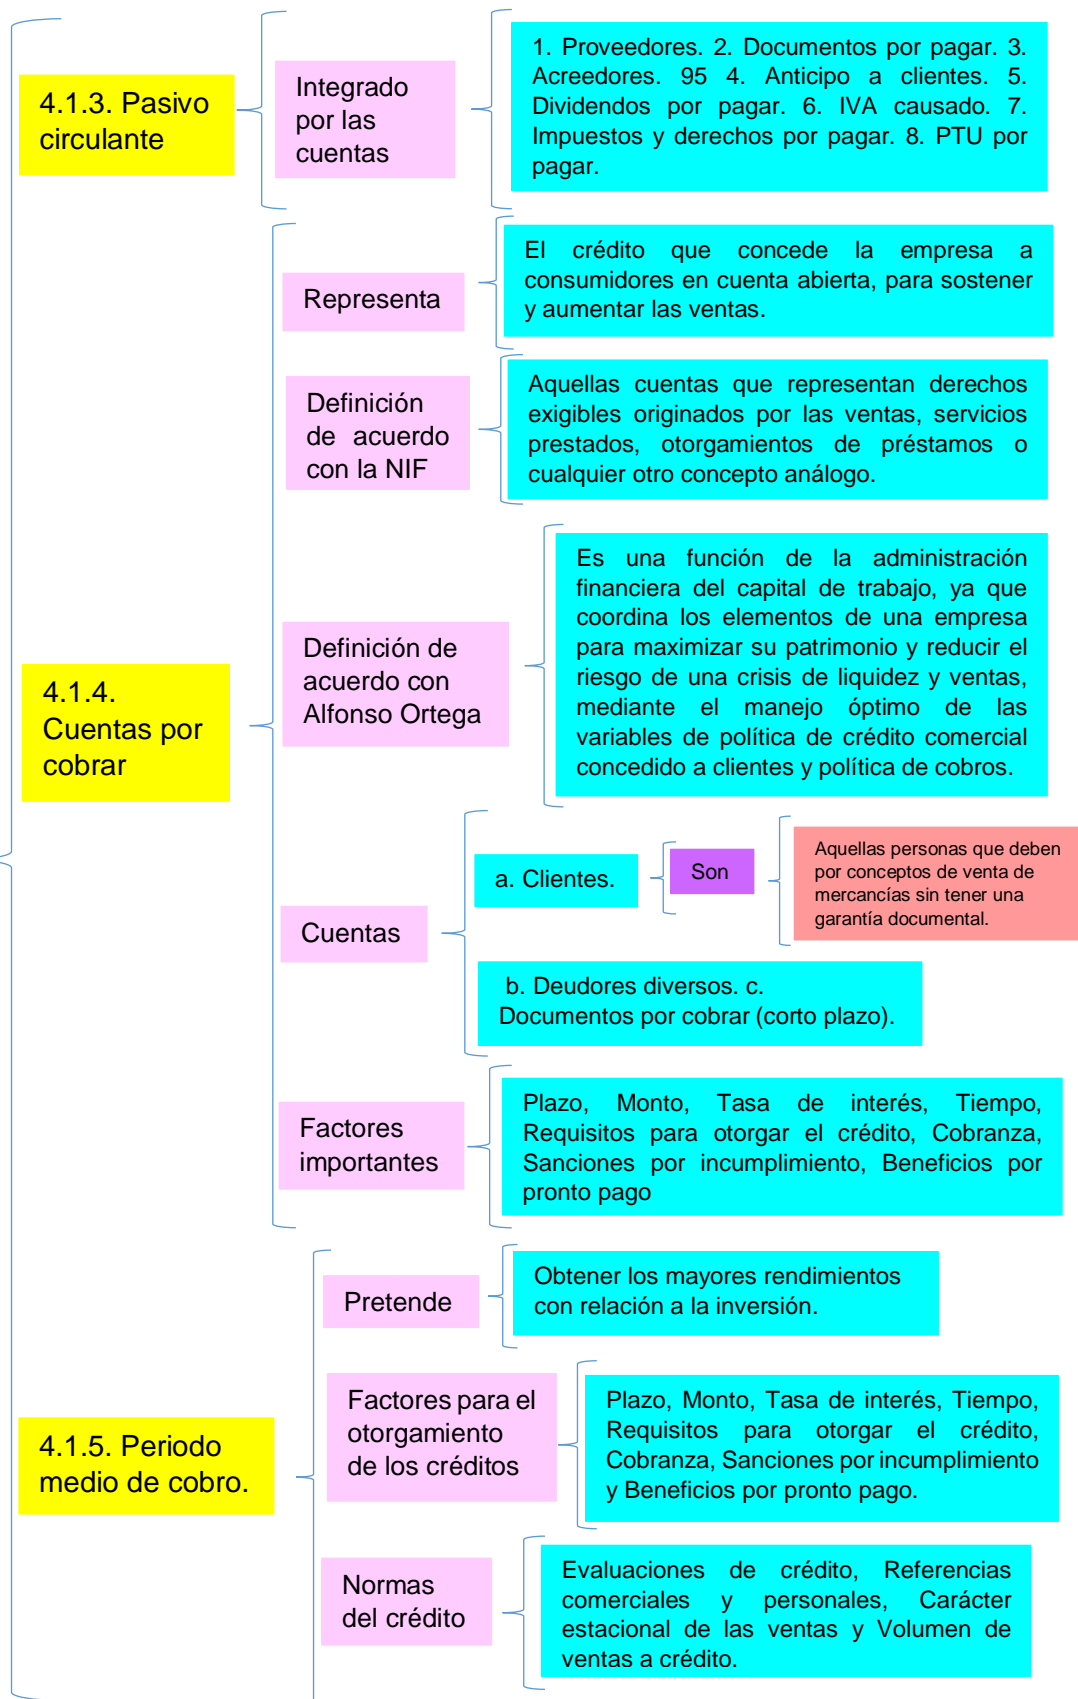 4.1.3. Pasivo
circulante
Integrado
por las
cuentas
1. Proveedores. 2. Documentos por pagar. 3.
Acreedores. 95 4. Anticipo a clientes. 5.
Dividendos por pagar. 6. IVA causado. 7.
Impuestos y derechos por pagar. 8. PTU por
pagar.
4.1.4.
Cuentas por
cobrar
Representa
El crédito que concede la empresa a
consumidores en cuenta abierta, para sostener
y aumentar las ventas.
Definición
de acuerdo
con la NIF
Aquellas cuentas que representan derechos
exigibles originados por las ventas, servicios
prestados, otorgamientos de préstamos o
cualquier otro concepto análogo.
Definición de
acuerdo con
Alfonso Ortega
Es una función de la administración
financiera del capital de trabajo, ya que
coordina los elementos de una empresa
para maximizar su patrimonio y reducir el
riesgo de una crisis de liquidez y ventas,
mediante el manejo óptimo de las
variables de política de crédito comercial
concedido a clientes y política de cobros.
Cuentas
a. Clientes.
Son
Aquellas personas que deben
por conceptos de venta de
mercancías sin tener una
garantía documental.
b. Deudores diversos. c.
Documentos por cobrar (corto plazo).
Factores
importantes
Plazo, Monto, Tasa de interés, Tiempo,
Requisitos para otorgar el crédito, Cobranza,
Sanciones por incumplimiento, Beneficios por
pronto pago
4.1.5. Periodo
medio de cobro.
Pretende
Obtener los mayores rendimientos
con relación a la inversión.
Factores para el
otorgamiento
de los créditos
Plazo, Monto, Tasa de interés, Tiempo,
Requisitos para otorgar el crédito,
Cobranza, Sanciones por incumplimiento
y Beneficios por pronto pago.
Normas
del crédito
Evaluaciones de crédito, Referencias
comerciales y personales, Carácter
estacional de las ventas y Volumen de
ventas a crédito.